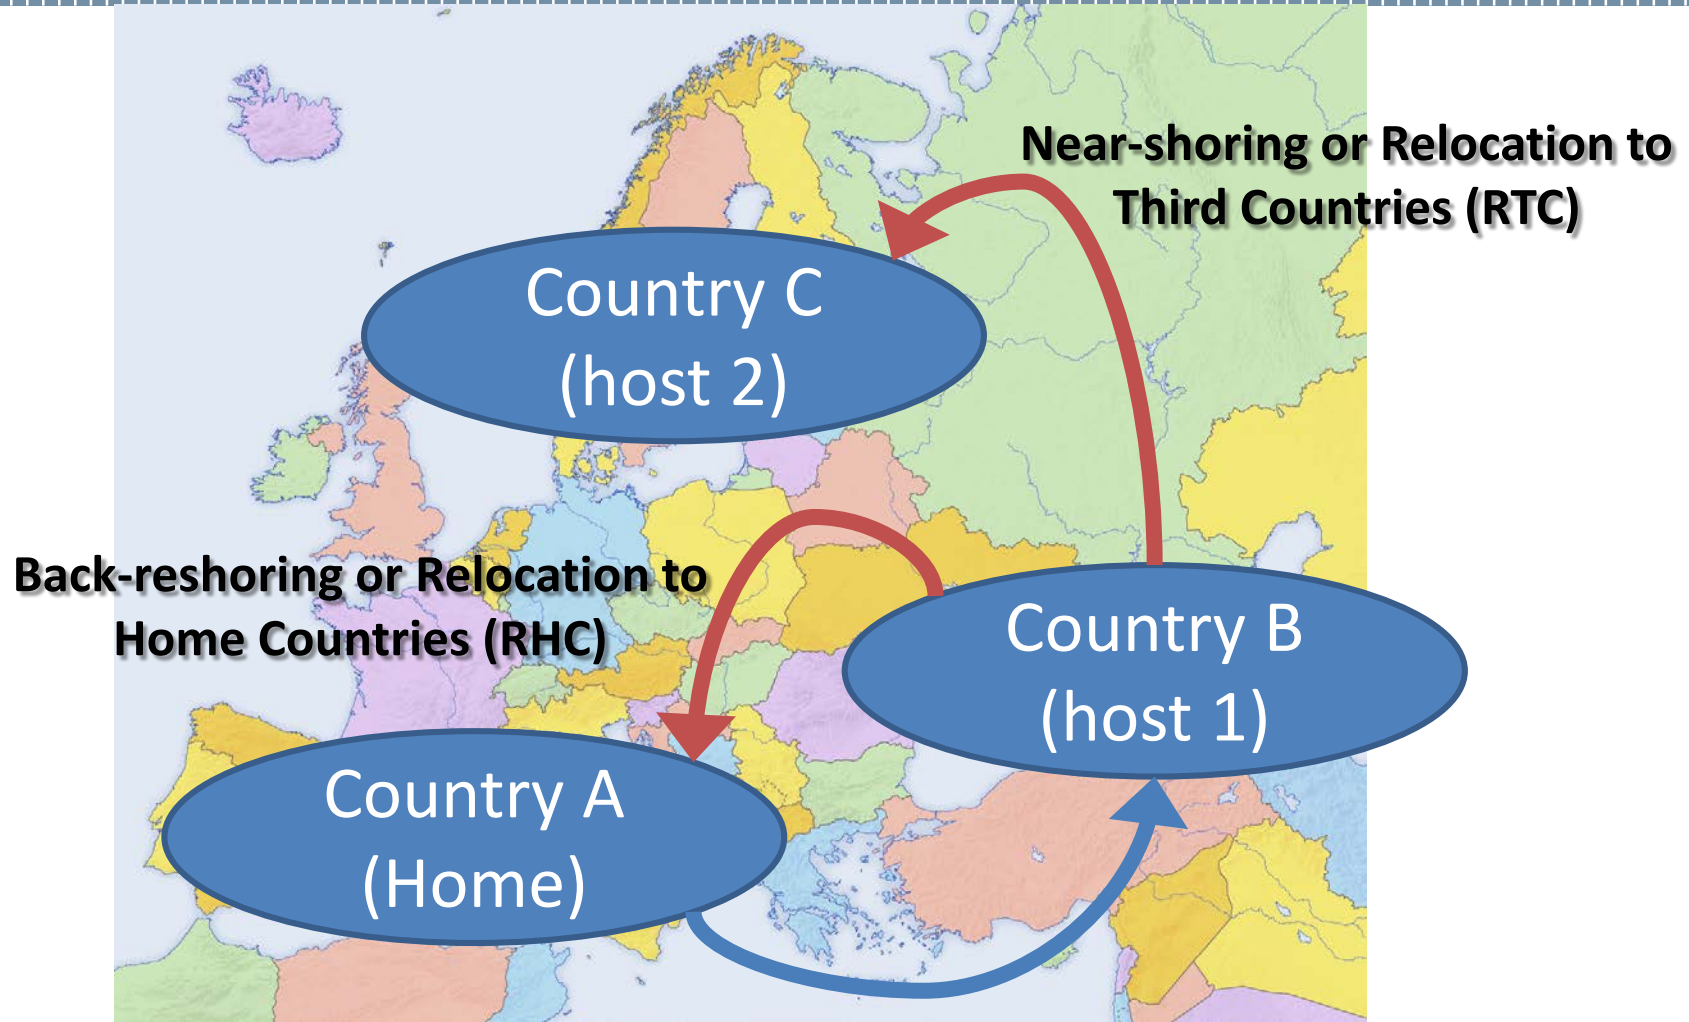 Near-shoring or Relocation to
Third Countries (RTC)
Country C
(host 2)
Back-reshoring or Relocation to
Home Countries (RHC)
Country B
(host 1)
Country A
(Home)